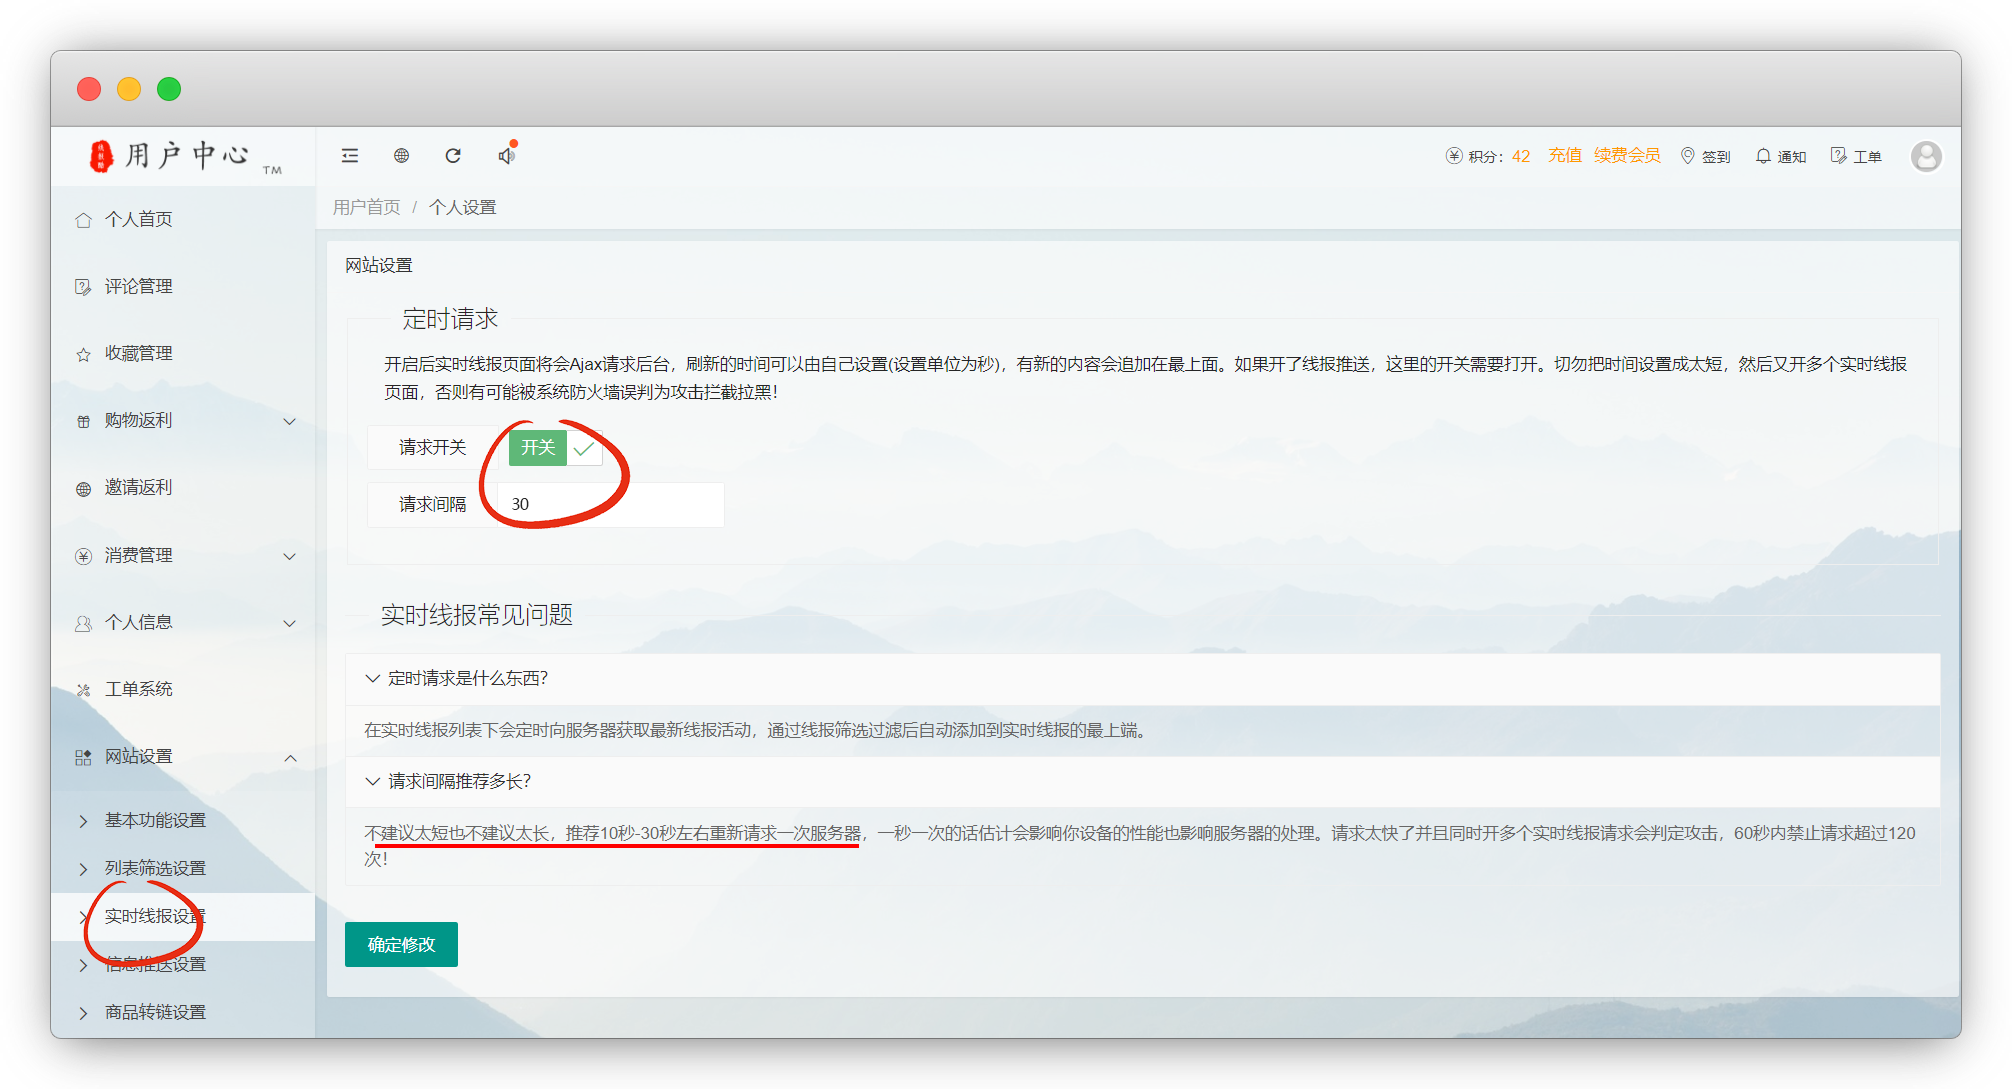 用户中心 TM
积分：42 充值 续费会员 签到 通知 工单
用户首页 / 个人设置
个人首页
评论管理
收藏管理
购物返利
邀请返利
消费管理
个人信息
工单系统
网站设置
基本功能设置
列表筛选设置
实时线报设置
信息推送设置
商品转链设置
网站设置
定时请求
开启后实时线报页面将会Ajax请求后台，刷新的时间可以由自己设置(设置单位为秒)，有新的内容会追加在最上面。如果开了线报推送，这里的开关需要打开。切勿把时间设置成太短，然后又开多个实时线报
页面，否则有可能被系统防火墙误判为攻击拦截拉黑！
请求开关 开关
请求间隔 30
实时线报常见问题
定时请求是什么东西?
在实时线报列表下会定时向服务器获取最新线报活动，通过线报筛选过滤后自动添加到实时线报的最上端。
请求间隔推荐多长?
不建议太短也不建议太长，推荐10秒-30秒左右重新请求一次服务器，一秒一次的话估计会影响你设备的性能也影响服务器的处理。请求太快了并且同时开多个实时线报请求会判定攻击，60秒内禁止请求超过120
次！
确定修改